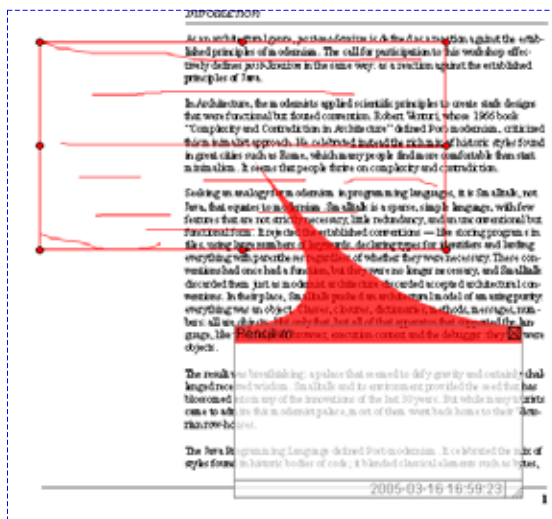 Introduction
As an architectural genre, postmodernism is defined as a reaction against the estab-
lished principles of modernism. The call for participation to this workshop effec-
tively defines post-Javaism in the same way: as a reaction against the established
principles of Java.
In Architecture, the modernists applied scientific principles to create stark designs
that were functional but flouted convention. Robert Venturi, whose 1966 book
"Complexity and Contradiction in Architecture" defined Post-modernism, criticized
this minimalist approach. He celebrated instead the rich mix of historic styles found
in great cities such as Rome, which many people find more comfortable than stark
minimalism. It seems that people thrive on complexity and contradiction.
Seeking an analogy for modernism in programming languages, it is Smalltalk, not
Java, that equates to modernism. Smalltalk is a sparse, simple language, with few
features that are not strictly necessary, little redundancy, and an unconventional but
functional form. It rejected the established conventions — like storing programs in
files, using large numbers of keywords, declaring types for identifiers and larding
everything with parentheses regardless of whether they were necessary. These con-
ventions had once had a function, but they were no longer necessary, and Smalltalk
discarded them just as modernist architecture discarded accepted architectural con-
ventions. In their place, Smalltalk pushed an architectural model of amazing purity:
everything was an object. Classes, closures, dictionaries, methods, messages, num-
bers: all are objects. Not only that, but all of that apparatus that supported the lan-
guage, like the browser, execution context and the debugger: they were
objects.
Pencil
The result was breathtaking: a palace that seemed to defy gravity and certainly chal-
lenged received wisdom. Smalltalk and its environment provided the seed that has
blossomed into many of the innovations of the last 30 years. But while many tourists
came to admire this modernist palace, most of them went back home to their Victo-
rian row-houses.
The Java Programming Language defined Post-modernism. It celebrated the mix of
styles found in historic bodies of code; it blended classical elements such as bytes,
2005-03-16 16:59:23
1